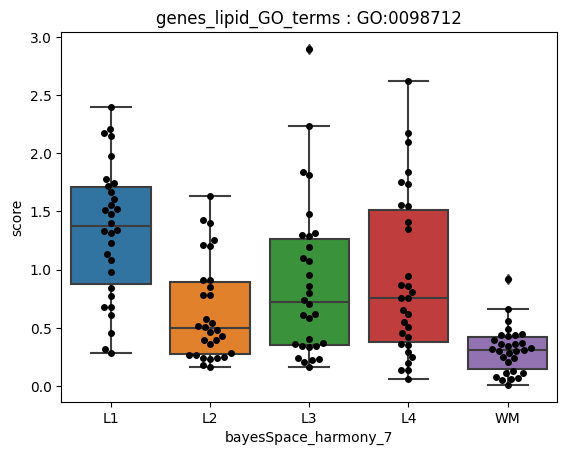 genes_lipid_GO_terms : GO:0098712
3.0
2.5
2.0
1.5
1.0
0.5
0.0
score
L1 L2 L3 L4 WM
bayesSpace_harmony_7